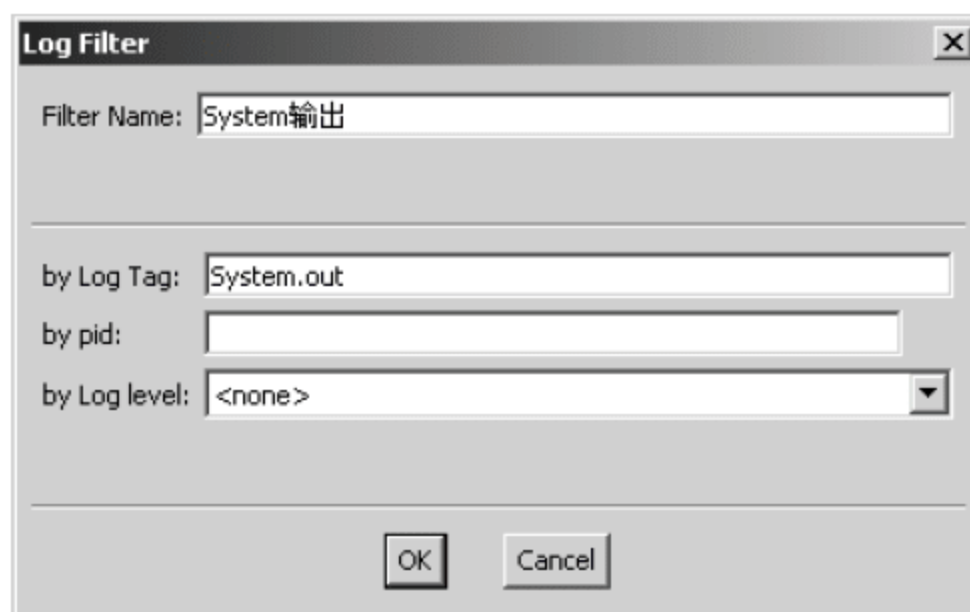 Log Filter
Filter Name: System输出
by Log Tag: System.out
by pid:
by Log level: <none>
OK Cancel